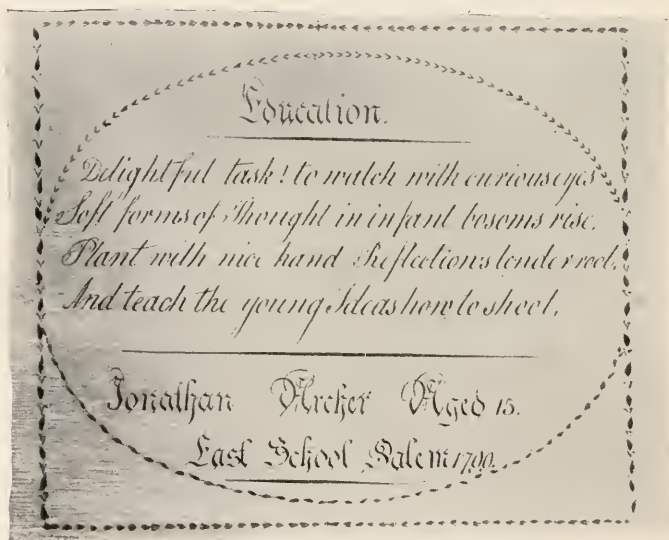 Education.
Delightful task! to watch with curious eyes
Soft forms of Thought in infant bosoms rise.
Plant with nice hand Reflections tender root.
And teach the young Ideas how to shoot.
Jonathan Archer Aged 15.
East School Salem 1790.